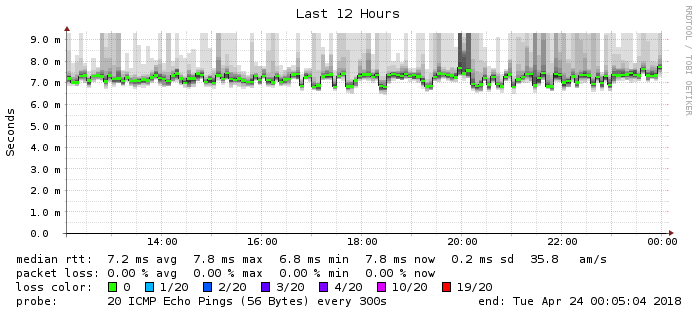 Last 12 Hours
RRDTOOL / TOBI OETIKER
Seconds
9.0 m
8.0 m
7.0 m
6.0 m
5.0 m
4.0 m
3.0 m
2.0 m
1.0 m
0.0
14:00 16:00 18:00 20:00 22:00 00:00
median rtt: 7.2 ms avg 7.8 ms max 6.8 ms min 7.8 ms now 0.2 ms sd 35.8 am/s
packet loss: 0.00 % avg 0.00 % max 0.00 % min 0.00 % now
loss color: 0 1/20 2/20 3/20 4/20 10/20 19/20
probe: 20 ICMP Echo Pings (56 Bytes) every 300s end: Tue Apr 24 00:05:04 2018